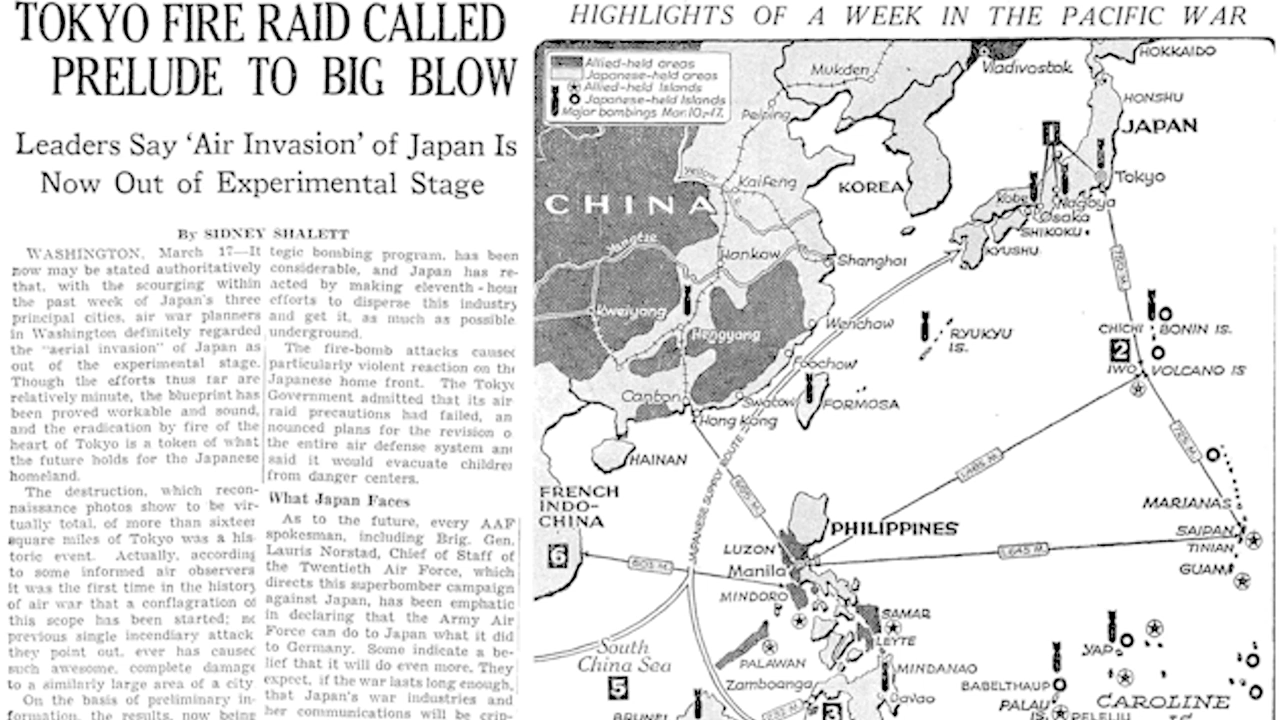 TOKYO FIRE RAID CALLED
PRELUDE TO BIG BLOW
Leaders Say 'Air Invasion' of Japan Is
Now Out of Experimental Stage
By SIDNEY SHALETT
WASHINGTON, March 17—It
now may be stated authoritatively
that, with the scourging within
the past week of Japan's three
principal cities, air war planners
in Washington definitely regarded
the "aerial invasion" of Japan as
out of the experimental stage.
Though the efforts thus far are
relatively minute, the blueprint has
been proved workable and sound,
and the eradication by fire of the
heart of Tokyo is a token of what
the future holds for the Japanese
homeland.
The destruction, which recon-
naissance photos show to be vir-
tually total, of more than sixteen
square miles of Tokyo was a his-
toric event. Actually, according
to some informed air observers
it was the first time in the history
of air war that a conflagration of
this scope has been started; no
previous single incendiary attack
they point out, ever has caused
such awesome, complete damage
to a similarly large area of a city.
On the basis of preliminary in-
formation, the results, now being
tegic bombing program, has been
considerable, and Japan has re-
acted by making eleventh-hour
efforts to disperse this industry
and get it, as much as possible
underground.
The fire-bomb attacks caused
particularly violent reaction on the
Japanese home front. The Tokyo
Government admitted that its air
raid precautions had failed, an
nounced plans for the revision o
the entire air defense system and
said it would evacuate children
from danger centers.
What Japan Faces
As to the future, every AAF
spokesman, including Brig. Gen.
Lauris Norstad, Chief of Staff of
the Twentieth Air Force, which
directs this superbomber campaign
against Japan, has been emphatic
in declaring that the Army Air
Force can do to Japan what it did
to Germany. Some indicate a be-
lief that it will do even more. They
expect, if the war lasts long enough,
that Japan's war industries and
her communications will be crip-
HIGHLIGHTS OF A WEEK IN THE PACIFIC WAR
Allied-held areas
Japanese-held areas
Allied-held Islands
Japanese-held Islands
Major bombings Mar. 10-17.
Mukden
Vladivostok
HOKKAIDO
Peiping
HONSHU
JAPAN
1
Yellow
Kaifeng
KOREA
Tokyo
Kobe
Nagoya
Osaka
SHIKOKU
CHINA
Yangtse
Hankow
Shanghai
KYUSHU
Kweiyang
Hengyang
Wenchow
RYUKYU
IS.
CHICHI
BONIN IS.
2
IWO
VOLCANO IS
Foochow
Canton
Swatow
FORMOSA
Hong Kong
HAINAN
JAPANESE SUPPLY ROUTE
1,485 M.
725 M.
FRENCH
INDO-
CHINA
PHILIPPINES
MARIANAS
SAIPAN
TINIAN
GUAM
6
LUZON
Manila
1,645 M.
805 M.
MINDORO
SAMAR
LEYTE
South
China Sea
PALAWAN
YAP
5
MINDANAO
Zamboanga
Davao
BABELTHAUP
CAROLINE
PALAU
IS.
PELELIU
BRUNEI
3